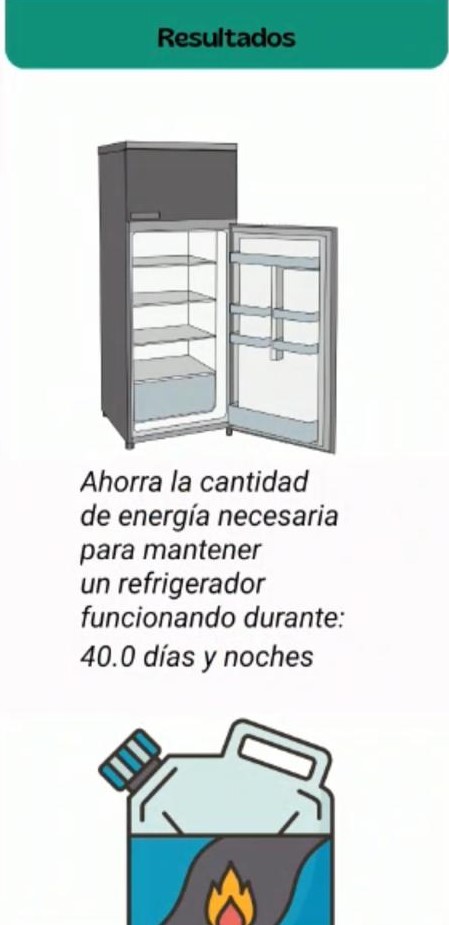 Resultados
Ahorra la cantidad
de energía necesaria
para mantener
un refrigerador
funcionando durante:
40.0 días y noches